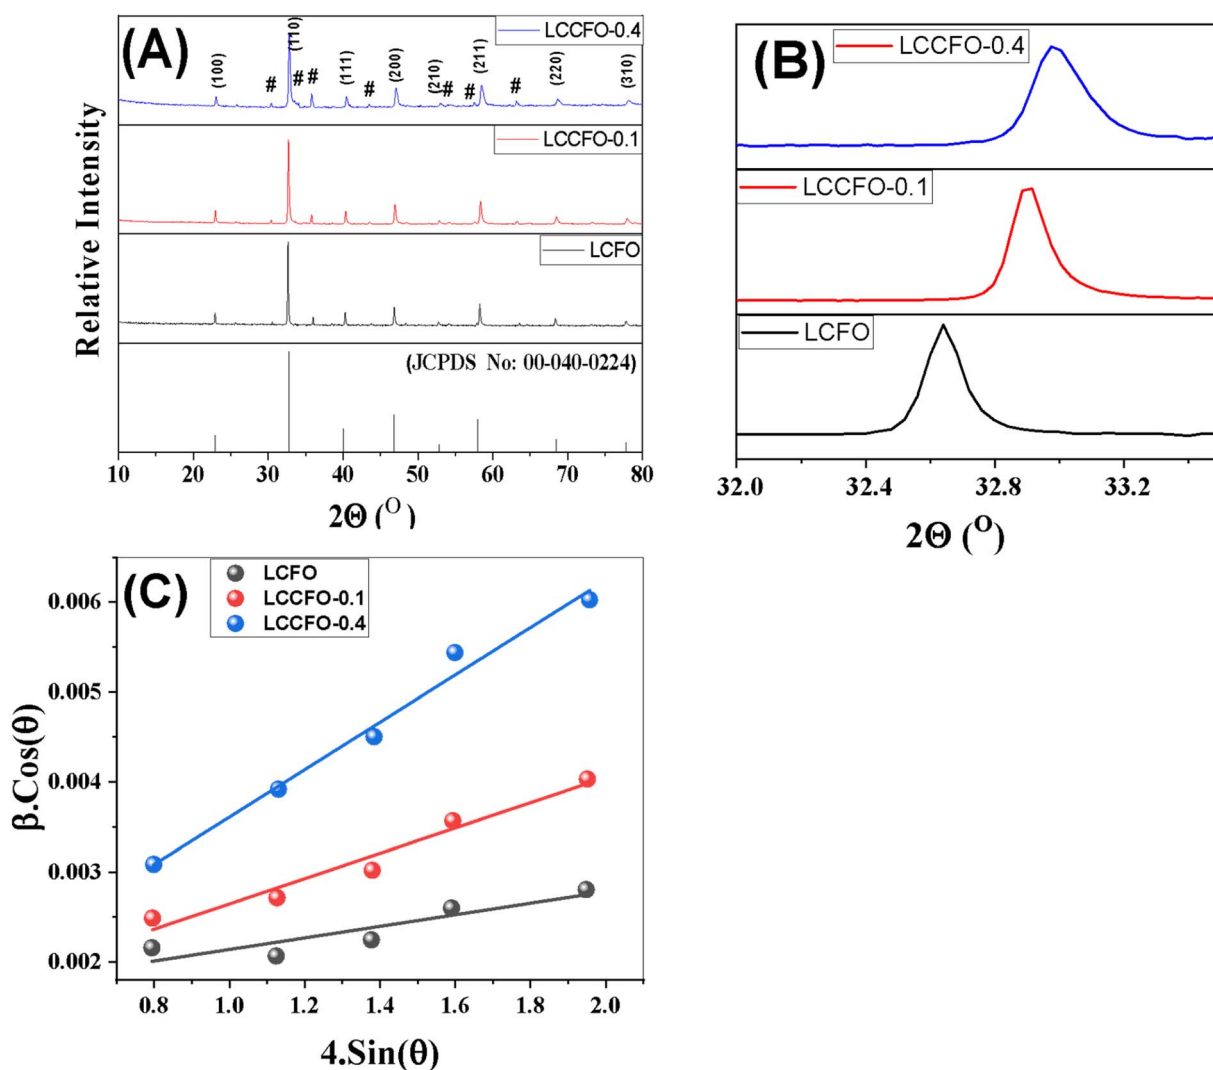 (A)
LCCFO-0.4
(100)
#
(110)
#
#
(111)
#
(200)
(210)
#
#
(211)
#
(220)
(310)
LCCFO-0.1
LCFO
(JCPDS No: 00-040-0224)
Relative Intensity
10 20 30 40 50 60 70 80
2Θ (O)
(B)
LCCFO-0.4
LCCFO-0.1
LCFO
32.0 32.4 32.8 33.2
2Θ (O)
(C)
LCFO
LCCFO-0.1
LCCFO-0.4
0.006
0.005
0.004
0.003
0.002
β.Cos(θ)
0.8 1.0 1.2 1.4 1.6 1.8 2.0
4.Sin(θ)